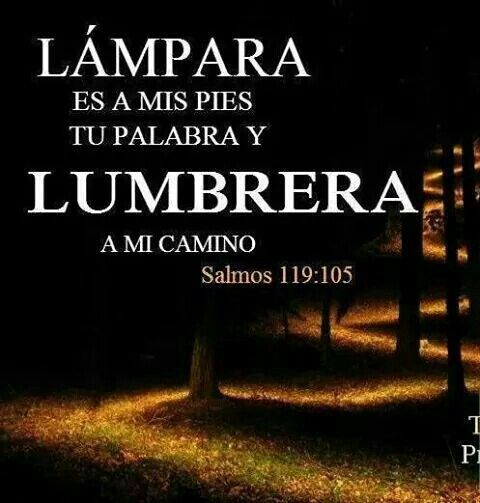 LÁMPARA
ES A MIS PIES
TU PALABRA Y
LUMBRERA
A MI CAMINO
Salmos 119:105